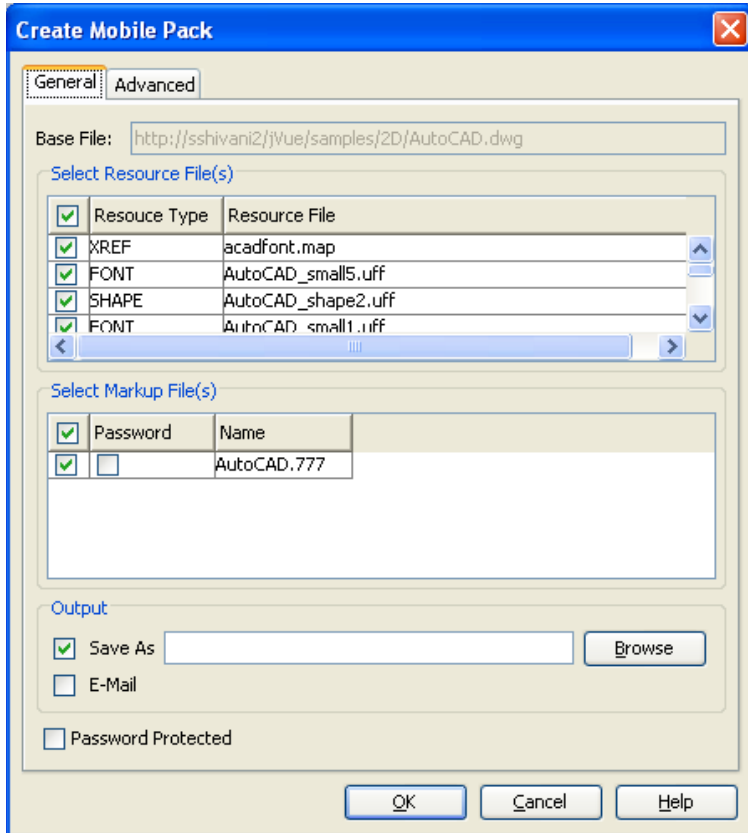 Create Mobile Pack
General Advanced
Base File: http://sshivani2/jVue/samples/2D/AutoCAD.dwg
Select Resource File(s)
Resouce Type Resource File
XREF acadfont.map
FONT AutoCAD_small5.uff
SHAPE AutoCAD_shape2.uff
FONT AutoCAD_small1.uff
Select Markup File(s)
Password Name
AutoCAD.777
Output
Save As Browse
E-Mail
Password Protected
OK Cancel Help